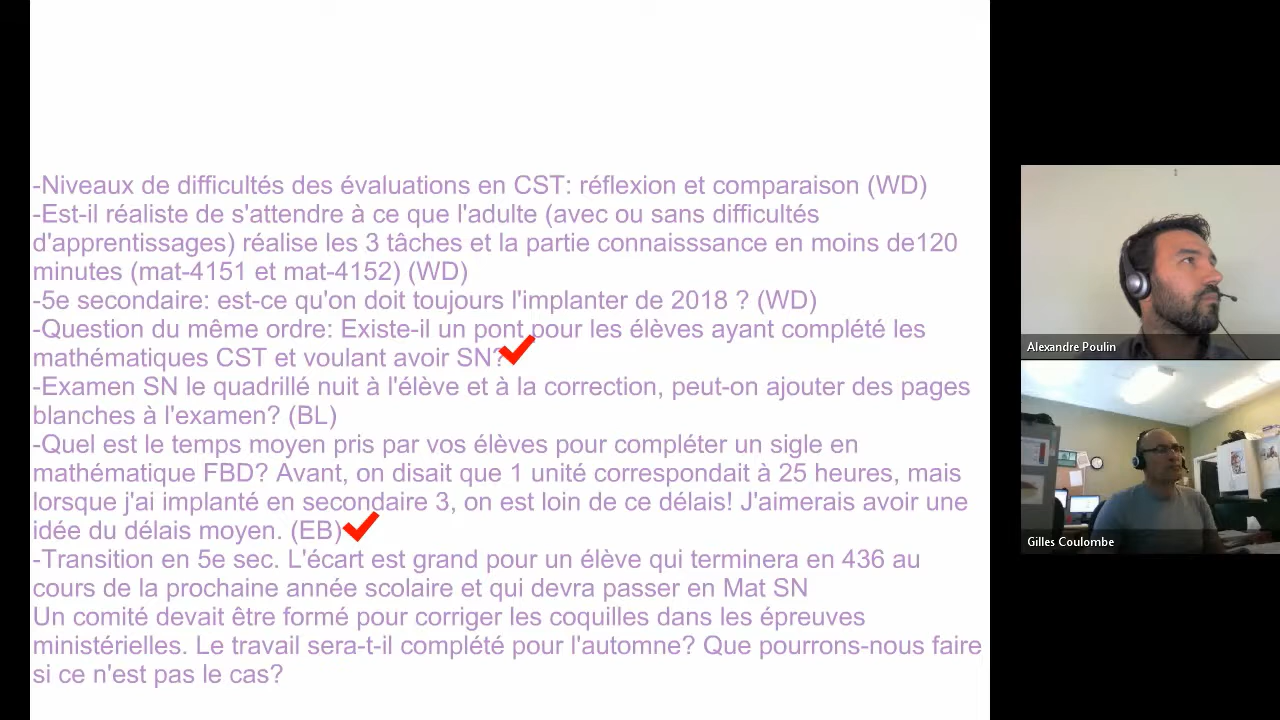 -Niveaux de difficultés des évaluations en CST: réflexion et comparaison (WD)
-Est-il réaliste de s'attendre à ce que l'adulte (avec ou sans difficultés
d'apprentissages) réalise les 3 tâches et la partie connaisssance en moins de120
minutes (mat-4151 et mat-4152) (WD)
-5e secondaire: est-ce qu'on doit toujours l'implanter de 2018 ? (WD)
-Question du même ordre: Existe-il un pont pour les élèves ayant complété les
mathématiques CST et voulant avoir SN?
-Examen SN le quadrillé nuit à l'élève et à la correction, peut-on ajouter des pages
blanches à l'examen? (BL)
-Quel est le temps moyen pris par vos élèves pour compléter un sigle en
mathématique FBD? Avant, on disait que 1 unité correspondait à 25 heures, mais
lorsque j'ai implanté en secondaire 3, on est loin de ce délais! J'aimerais avoir une
idée du délais moyen. (EB)
-Transition en 5e sec. L'écart est grand pour un élève qui terminera en 436 au
cours de la prochaine année scolaire et qui devra passer en Mat SN
Un comité devait être formé pour corriger les coquilles dans les épreuves
ministérielles. Le travail sera-t-il complété pour l'automne? Que pourrons-nous faire
si ce n'est pas le cas?
Alexandre Poulin
Gilles Coulombe